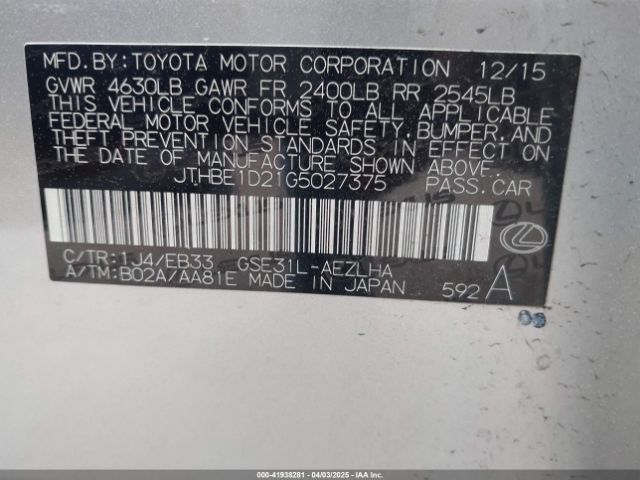 MFD.BY:TOYOTA MOTOR CORPORATION 12/15
GVWR 4630LB GAWR FR 2400LB RR 2545LB
THIS VEHICLE CONFORMS TO ALL APPLICABLE
FEDERAL MOTOR VEHICLE SAFETY,BUMPER,AND
THEFT PREVENTION STANDARDS IN EFFECT ON
THE DATE OF MANUFACTURE SHOWN ABOVE.
JTHBE1D21G5027375 PASS.CAR
C/TR:1J4/EB33 GSE31L-AEZLHA
A/TM:B02A/AA81E MADE IN JAPAN 592A
000-41938281 - 04/03/2025 - IAAI.COM